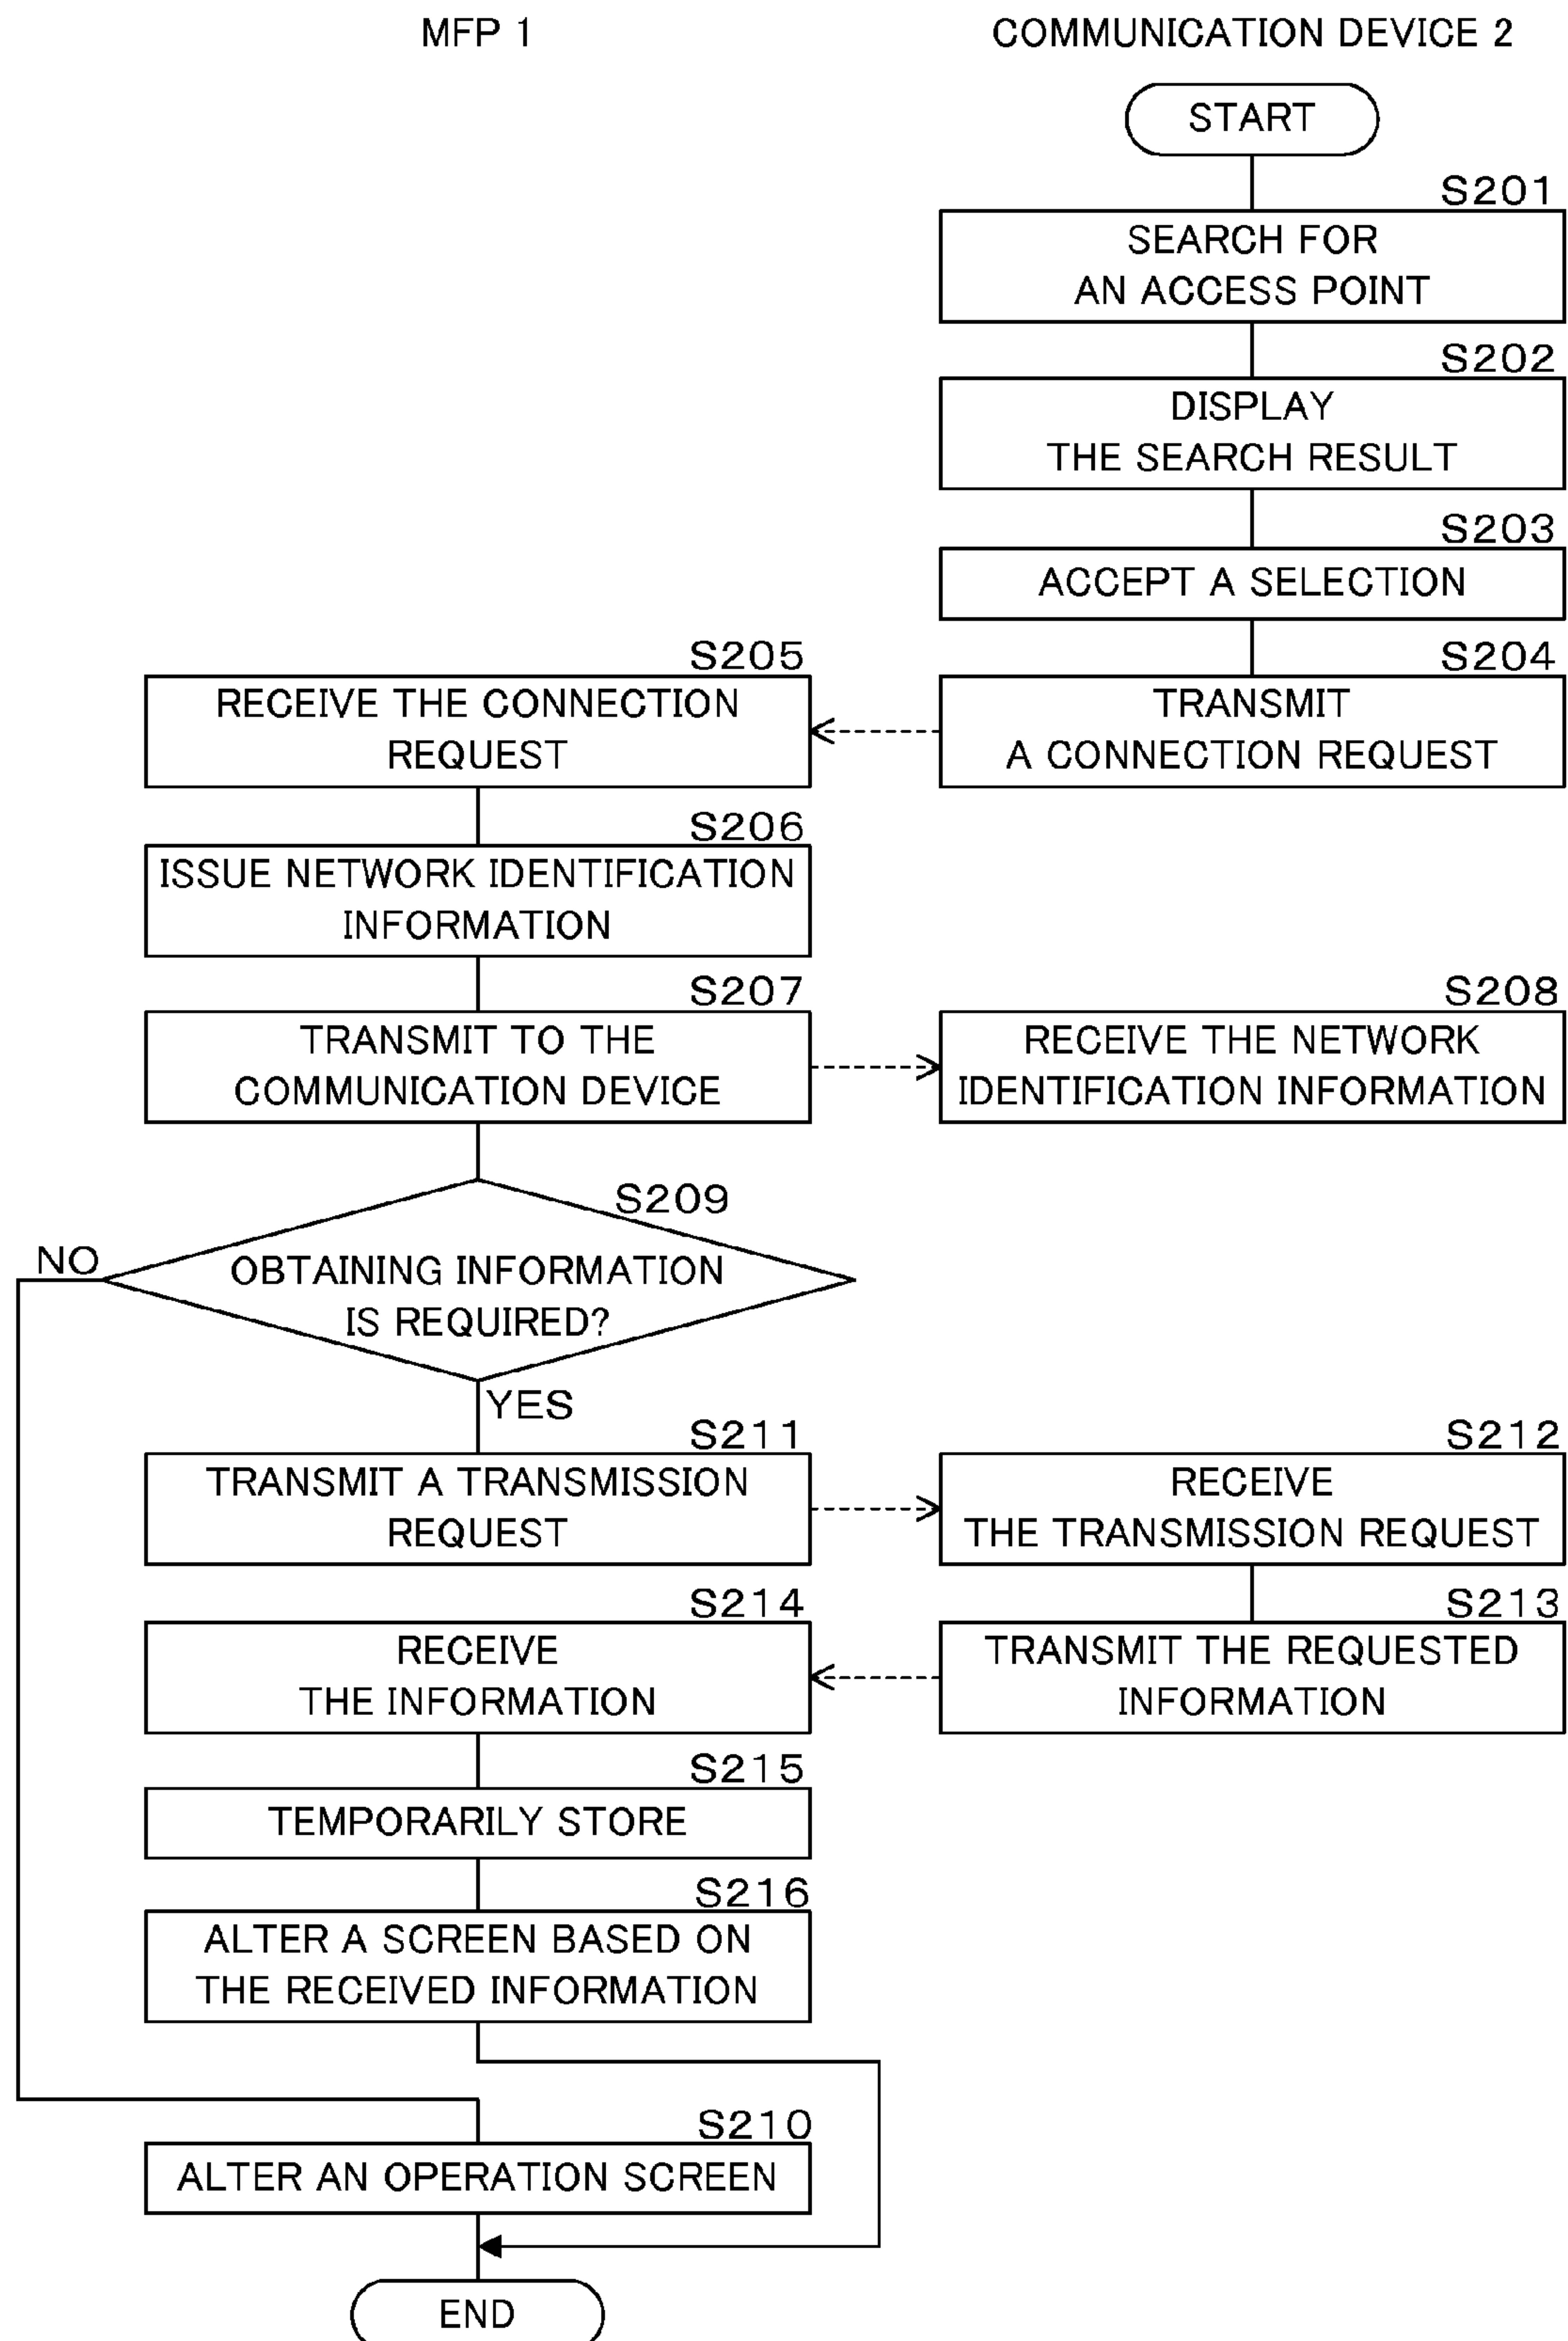 MFP 1
COMMUNICATION DEVICE 2
START
S201
SEARCH FOR
AN ACCESS POINT
S202
DISPLAY
THE SEARCH RESULT
S203
ACCEPT A SELECTION
S204
TRANSMIT
A CONNECTION REQUEST
S205
RECEIVE THE CONNECTION
REQUEST
S206
ISSUE NETWORK IDENTIFICATION
INFORMATION
S207
TRANSMIT TO THE
COMMUNICATION DEVICE
S208
RECEIVE THE NETWORK
IDENTIFICATION INFORMATION
S209
OBTAINING INFORMATION
IS REQUIRED?
NO
YES
S211
TRANSMIT A TRANSMISSION
REQUEST
S212
RECEIVE
THE TRANSMISSION REQUEST
S213
TRANSMIT THE REQUESTED
INFORMATION
S214
RECEIVE
THE INFORMATION
S215
TEMPORARILY STORE
S216
ALTER A SCREEN BASED ON
THE RECEIVED INFORMATION
S210
ALTER AN OPERATION SCREEN
END